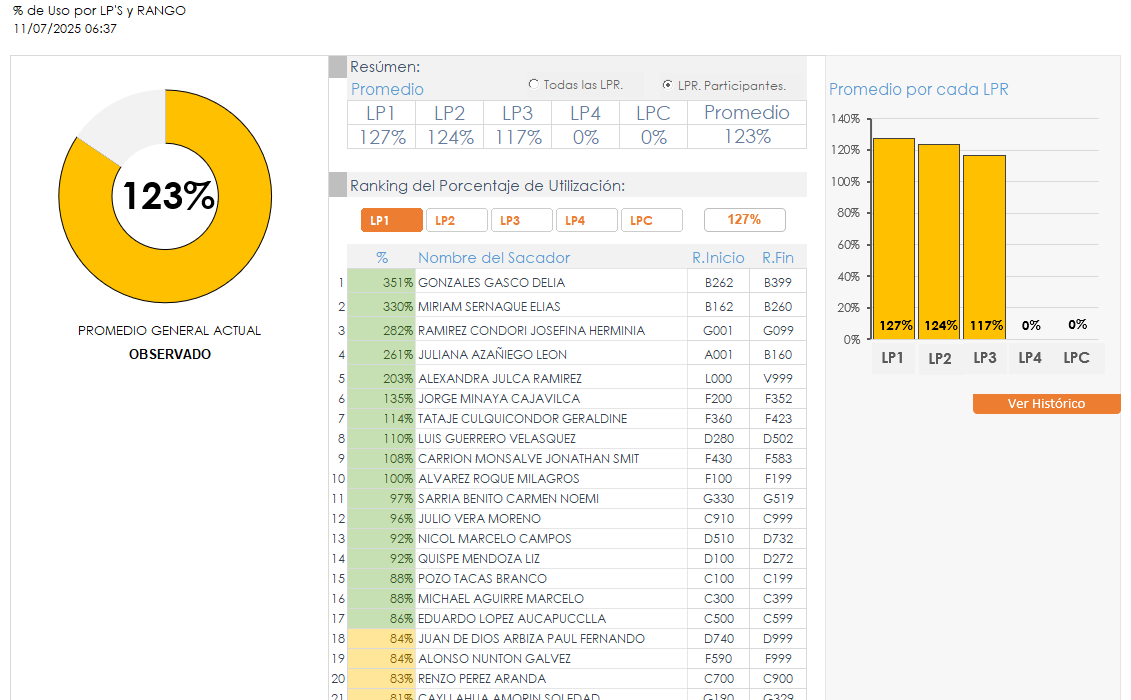 % de Uso por LP'S y RANGO
11/07/2025 06:37
123%
PROMEDIO GENERAL ACTUAL
OBSERVADO
Resúmen:
Promedio
Todas las LPR.
LPR. Participantes.
LP1 LP2 LP3 LP4 LPC Promedio
127% 124% 117% 0% 0% 123%
Ranking del Porcentaje de Utilización:
LP1 LP2 LP3 LP4 LPC 127%
% Nombre del Sacador R.Inicio R.Fin
1 351% GONZALES GASCO DELIA B262 B399
2 330% MIRIAM SERNAQUE ELIAS B162 B260
3 282% RAMIREZ CONDORI JOSEFINA HERMINIA G001 G099
4 261% JULIANA AZAÑIEGO LEON A001 B160
5 203% ALEXANDRA JULCA RAMIREZ L000 V999
6 135% JORGE MINAYA CAJAVILCA F200 F352
7 114% TATAJE CULQUICONDOR GERALDINE F360 F423
8 110% LUIS GUERRERO VELASQUEZ D280 D502
9 108% CARRION MONSALVE JONATHAN SMIT F430 F583
10 100% ALVAREZ ROQUE MILAGROS F100 F199
11 97% SARRIA BENITO CARMEN NOEMI G330 G519
12 96% JULIO VERA MORENO C910 C999
13 92% NICOL MARCELO CAMPOS D510 D732
14 92% QUISPE MENDOZA LIZ D100 D272
15 88% POZO TACAS BRANCO C100 C199
16 88% MICHAEL AGUIRRE MARCELO C300 C399
17 86% EDUARDO LOPEZ AUCAPUCCLLA C500 C599
18 84% JUAN DE DIOS ARBIZA PAUL FERNANDO D740 D999
19 84% ALONSO NUNTON GALVEZ F590 F999
20 83% RENZO PEREZ ARANDA C700 C900
21 81% CAYLLAHUA AMORIN SOLEDAD G190 G329
Promedio por cada LPR
140%
120%
100%
80%
60%
40%
20%
0%
127% 124% 117% 0% 0%
LP1 LP2 LP3 LP4 LPC
Ver Histórico